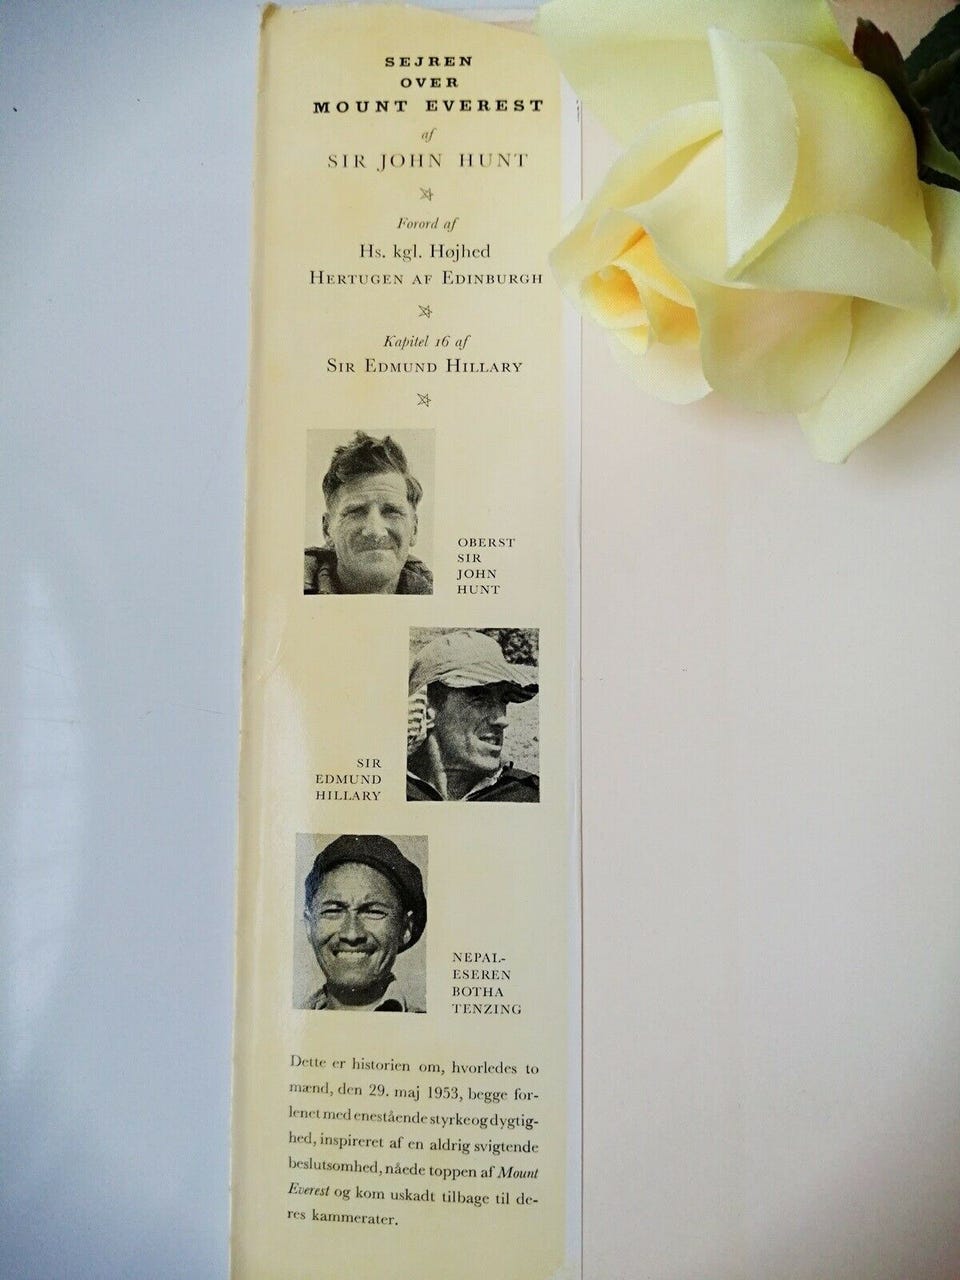 SEJREN
OVER
MOUNT EVEREST
af
SIR JOHN HUNT
Forord af
Hs. kgl. Højhed
HERTUGEN AF EDINBURGH
Kapitel 16 af
SIR EDMUND HILLARY
OBERST
SIR
JOHN
HUNT
SIR
EDMUND
HILLARY
NEPAL-
ESEREN
BOTHA
TENZING
Dette er historien om, hvorledes to
mænd, den 29. maj 1953, begge for-
lenet med enestående styrke og dygtig-
hed, inspireret af en aldrig svigtende
beslutsomhed, nåede toppen af Mount
Everest og kom uskadt tilbage til de-
res kammerater.